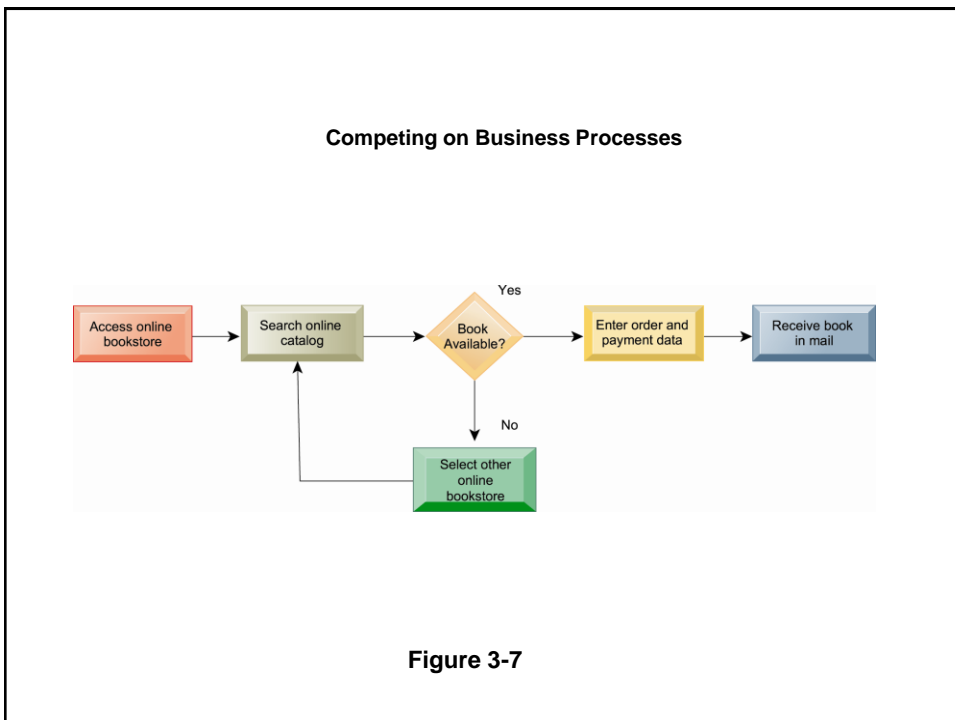 Competing on Business Processes
Access online
bookstore
Search online
catalog
Book
Available?
Yes
Enter order and
payment data
Receive book
in mail
No
Select other
online
bookstore
Figure 3-7